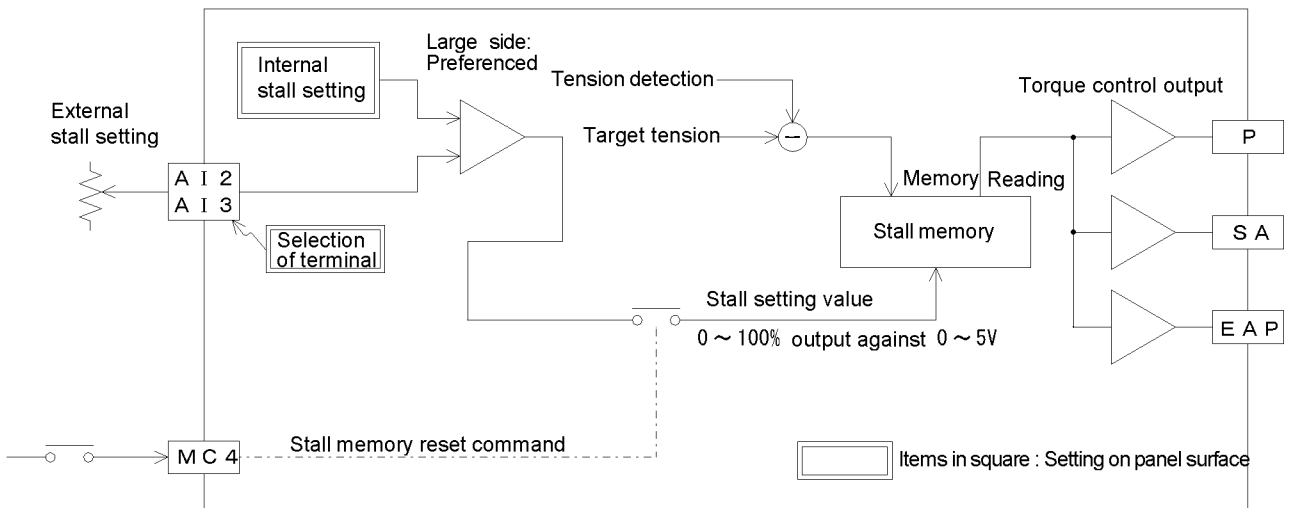 Large side:
Preferenced
Internal
stall setting
Tension detection
Torque control output
External
stall setting
Target tension
P
A I 2
A I 3
Memory Reading
Selection
of terminal
Stall memory
S A
Stall setting value
0～100% output against 0～5V
E A P
Stall memory reset command
M C 4
Items in square : Setting on panel surface